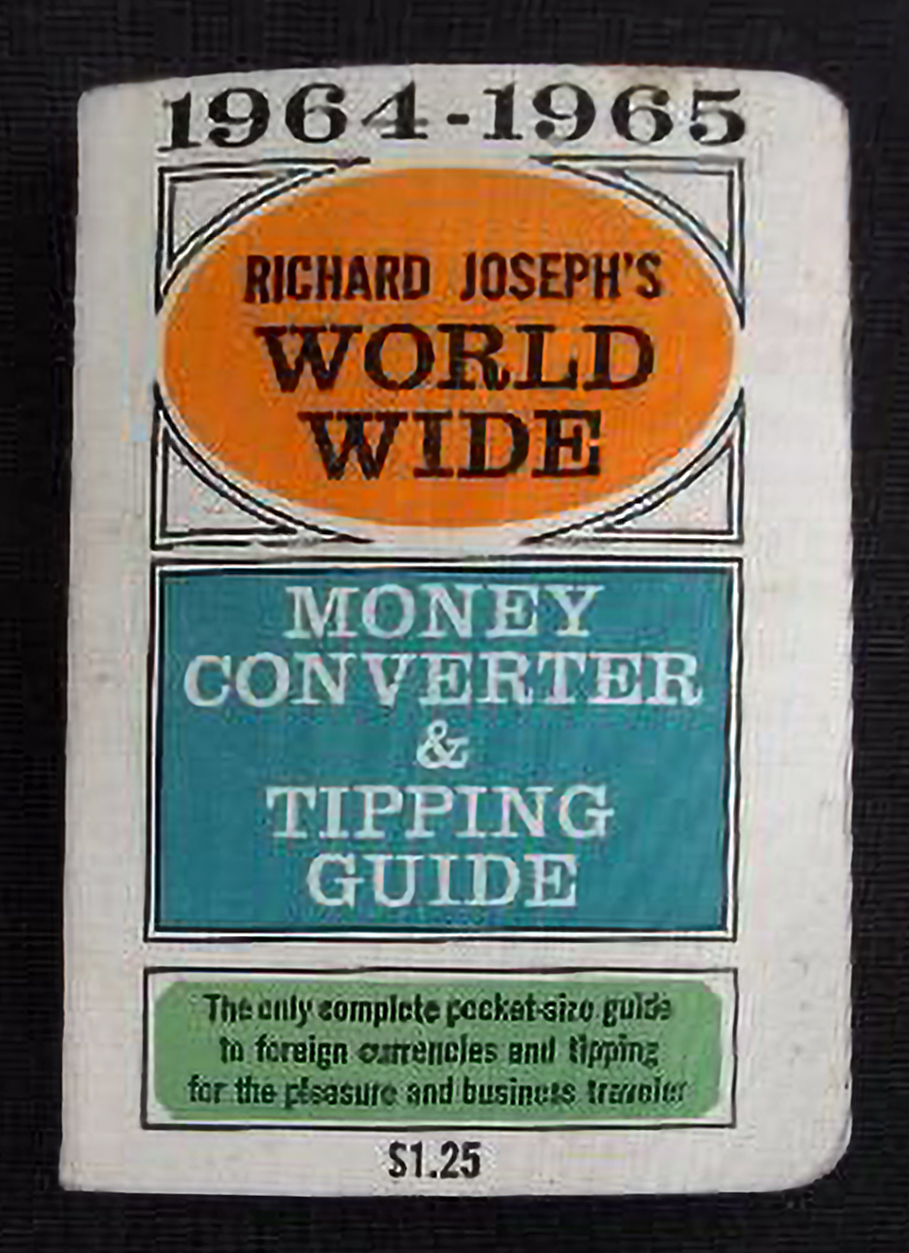 1964-1965
RICHARD JOSEPH'S
WORLD
WIDE
MONEY
CONVERTER
&
TIPPING
GUIDE
The only complete pocket-size guide
to foreign currencies and tipping
for the pleasure and business traveler
$1.25